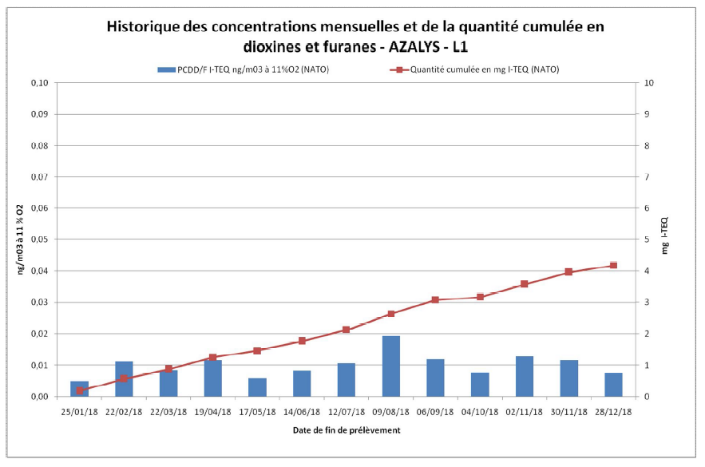 Historique des concentrations mensuelles et de la quantité cumulée en
dioxines et furanes - AZALYS - L1
PCDD/F I-TEQ ng/m03 à 11%O2 (NATO)
Quantité cumulée en mg I-TEQ (NATO)
0,10
0,09
0,08
0,07
0,06
0,05
0,04
0,03
0,02
0,01
0,00
ng/m03 à 11 % O2
10
9
8
7
6
5
4
3
2
1
0
mg I-TEQ
25/01/18 22/02/18 22/03/18 19/04/18 17/05/18 14/06/18 12/07/18 09/08/18 06/09/18 04/10/18 02/11/18 30/11/18 28/12/18
Date de fin de prélèvement